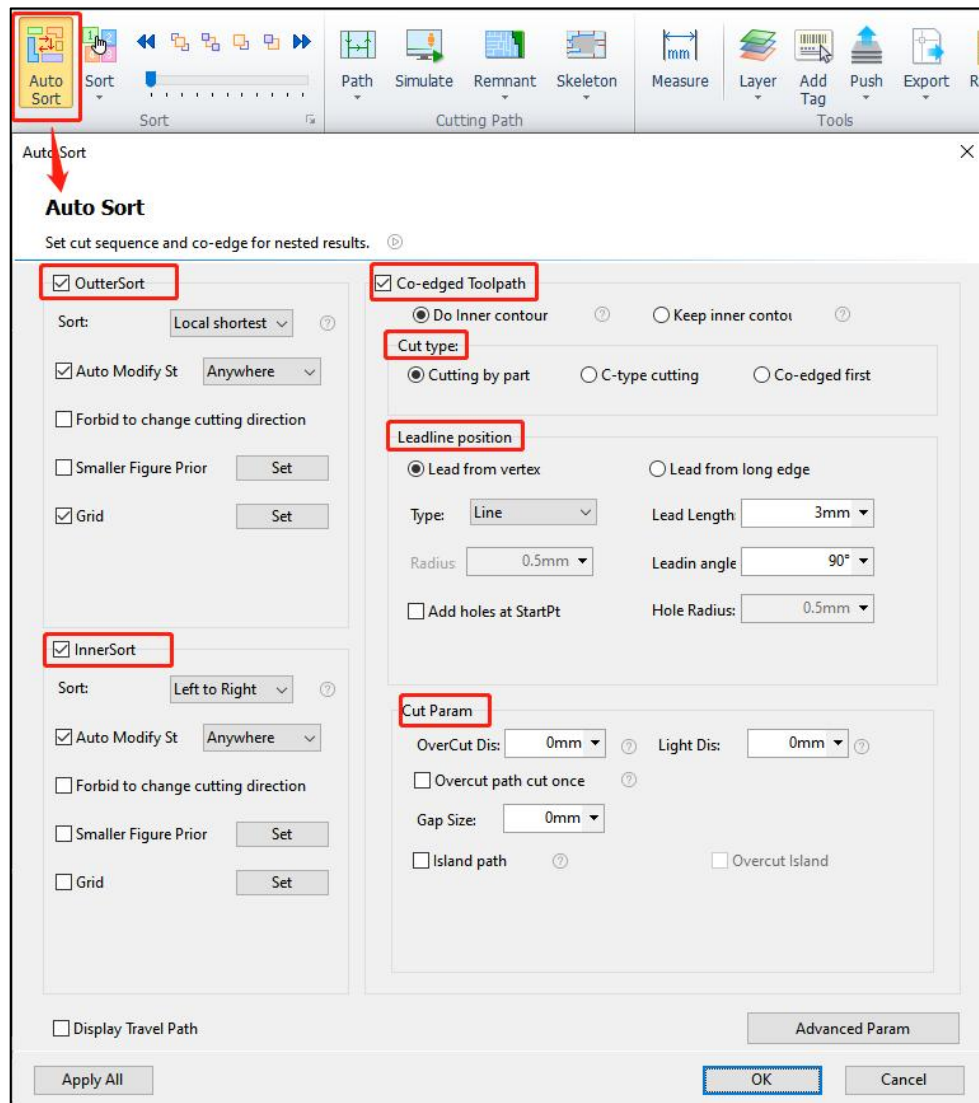 Auto
Sort
Sort
Path
Simulate
Remnant
Skeleton
Measure
Layer
Add
Tag
Push
Export
R
mm
1
2
Sort
Cutting Path
Tools
Auto Sort
Auto Sort
Set cut sequence and co-edge for nested results.
OutterSort
Sort: Local shortest
Auto Modify St Anywhere
Forbid to change cutting direction
Smaller Figure Prior Set
Grid Set
InnerSort
Sort: Left to Right
Auto Modify St Anywhere
Forbid to change cutting direction
Smaller Figure Prior Set
Grid Set
Co-edged Toolpath
Do Inner contour Keep inner contou
Cut type:
Cutting by part C-type cutting Co-edged first
Leadline position
Lead from vertex Lead from long edge
Type: Line Lead Length 3mm
Radius 0.5mm Leadin angle 90°
Add holes at StartPt Hole Radius: 0.5mm
Cut Param
OverCut Dis: 0mm Light Dis: 0mm
Overcut path cut once
Gap Size: 0mm
Island path Overcut Island
Display Travel Path Advanced Param
Apply All OK Cancel